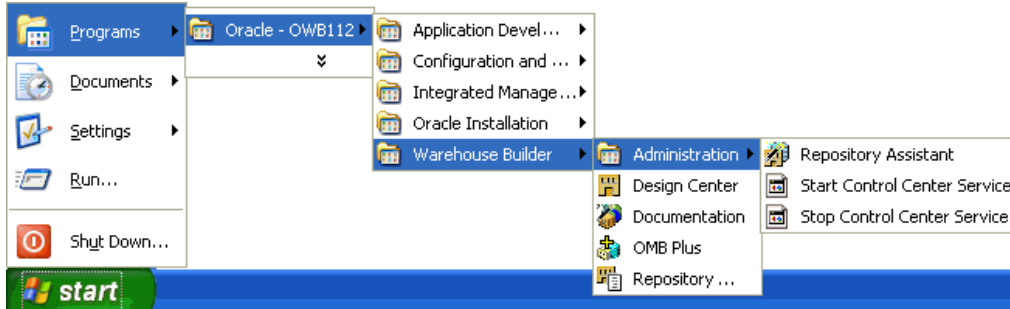 Programs
Documents
Settings
Run...
Shut Down...
start
Oracle - OWB112
Application Devel...
Configuration and ...
Integrated Manage...
Oracle Installation
Warehouse Builder
Administration
Design Center
Documentation
OMB Plus
Repository ...
Repository Assistant
Start Control Center Service
Stop Control Center Service